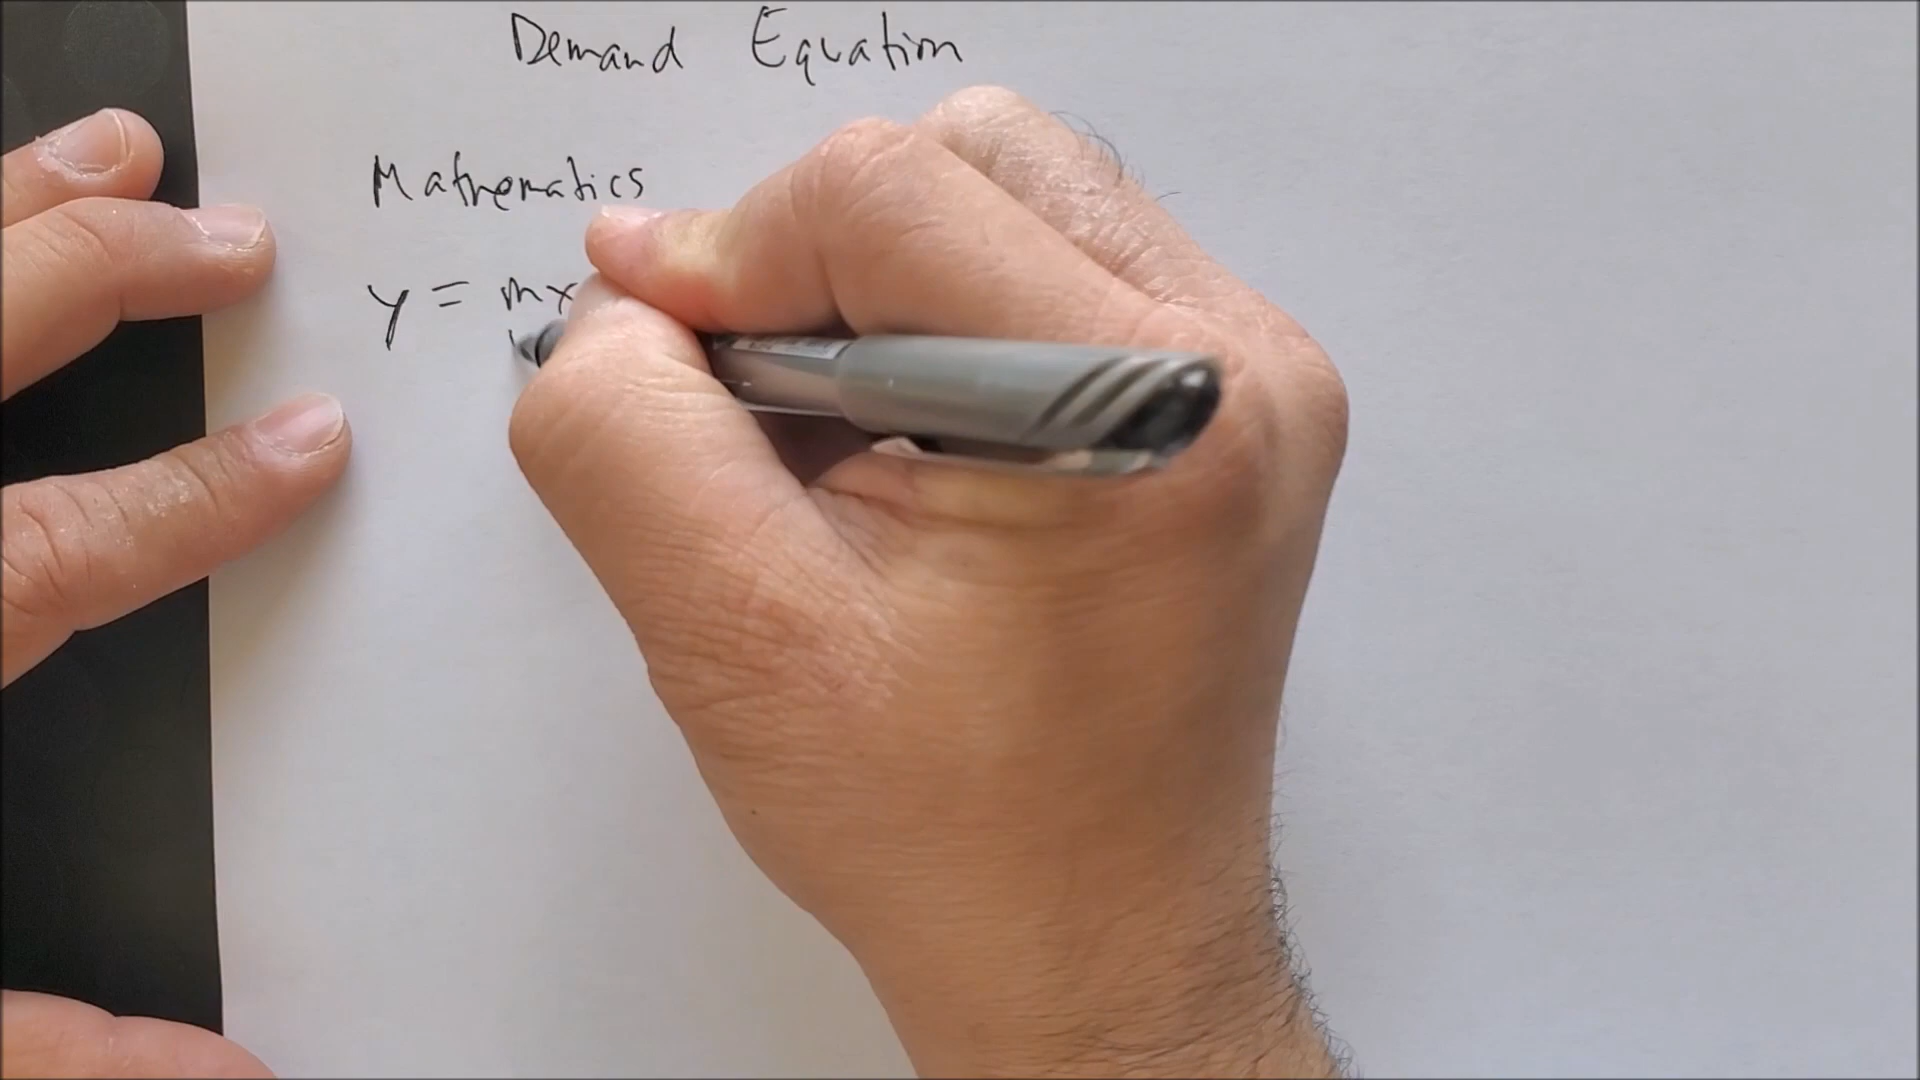 Demand Equation
Mathematics
y = mx